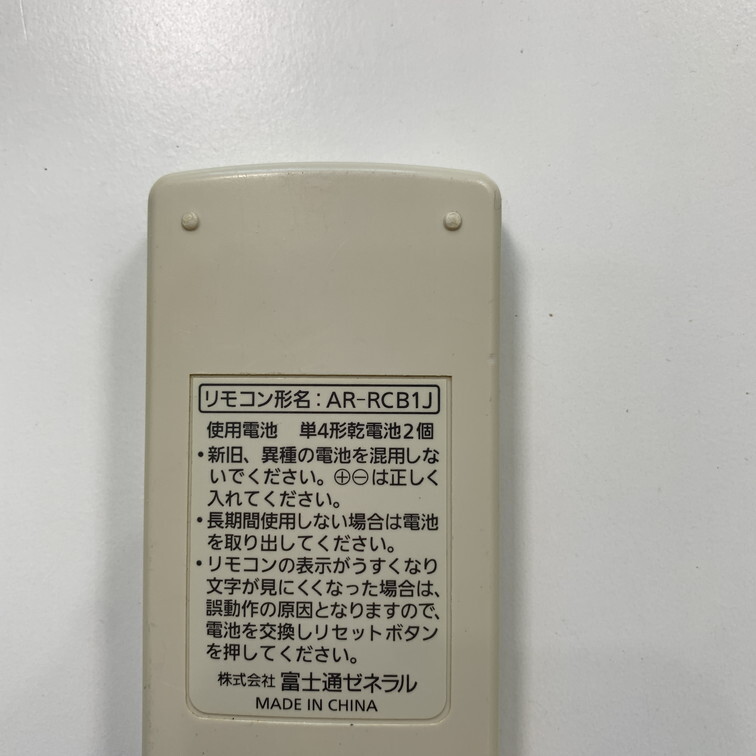 リモコン形名：AR-RCB1J
使用電池　単4形乾電池2個
・新旧、異種の電池を混用しな
いでください。⊕⊖は正しく
入れてください。
・長期間使用しない場合は電池
を取り出してください。
・リモコンの表示がうすくなり
文字が見にくくなった場合は、
誤動作の原因となりますので、
電池を交換しリセットボタン
を押してください。
株式会社 富士通ゼネラル
MADE IN CHINA